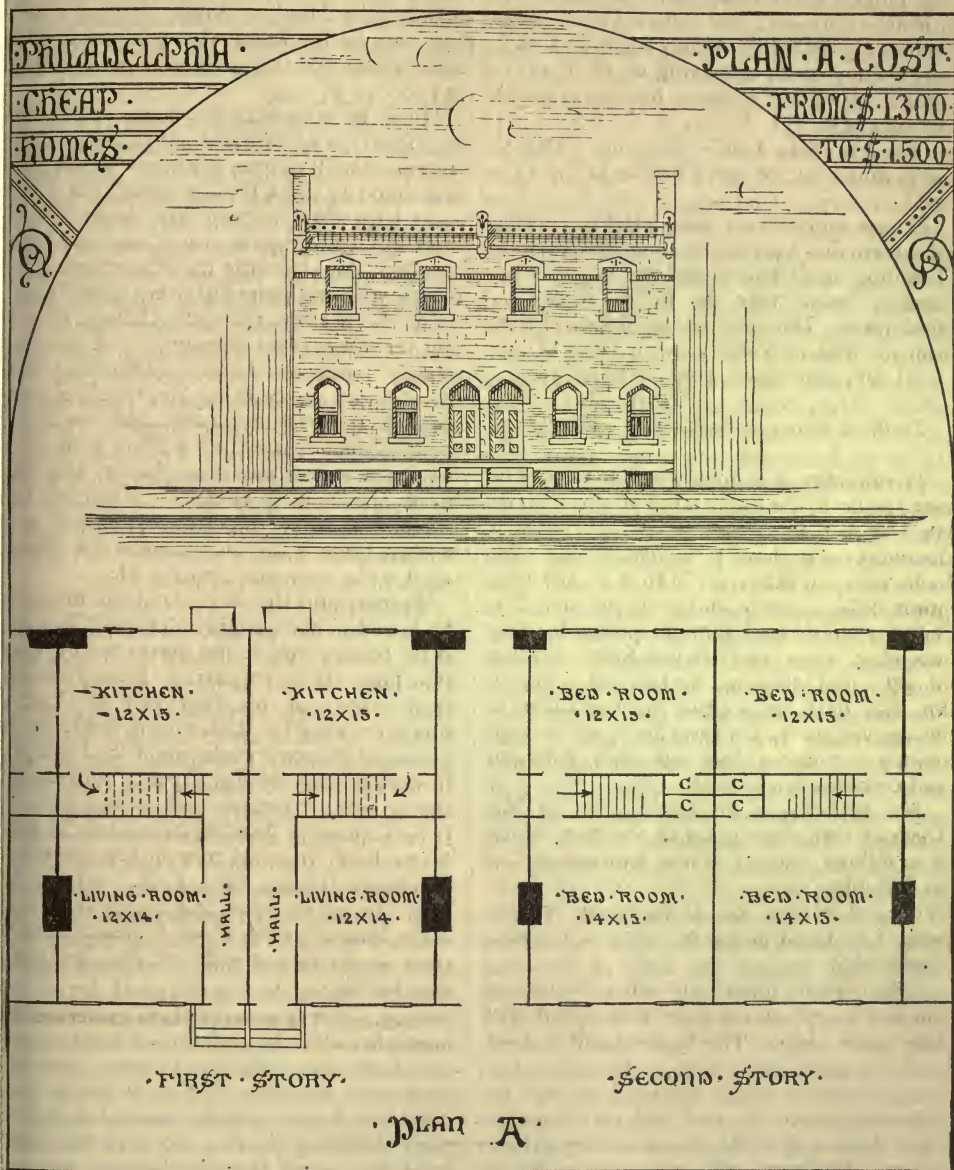 ·PHILADELPHIA·
·CHEAP·
·HOMES·
·PLAN·A·COST·
·FROM·$·1300·
·TO·$·1500·
·KITCHEN·
·12X15·
·KITCHEN·
·12X15·
·LIVING·ROOM·
·12X14·
·HALL·
·HALL·
·LIVING·ROOM·
·12X14·
·BED·ROOM·
·12X15·
·BED·ROOM·
·12X15·
C C
C C
·BED·ROOM·
·14X15·
·BED·ROOM·
·14X15·
·FIRST·STORY·
·SECOND·STORY·
·PLAN A·